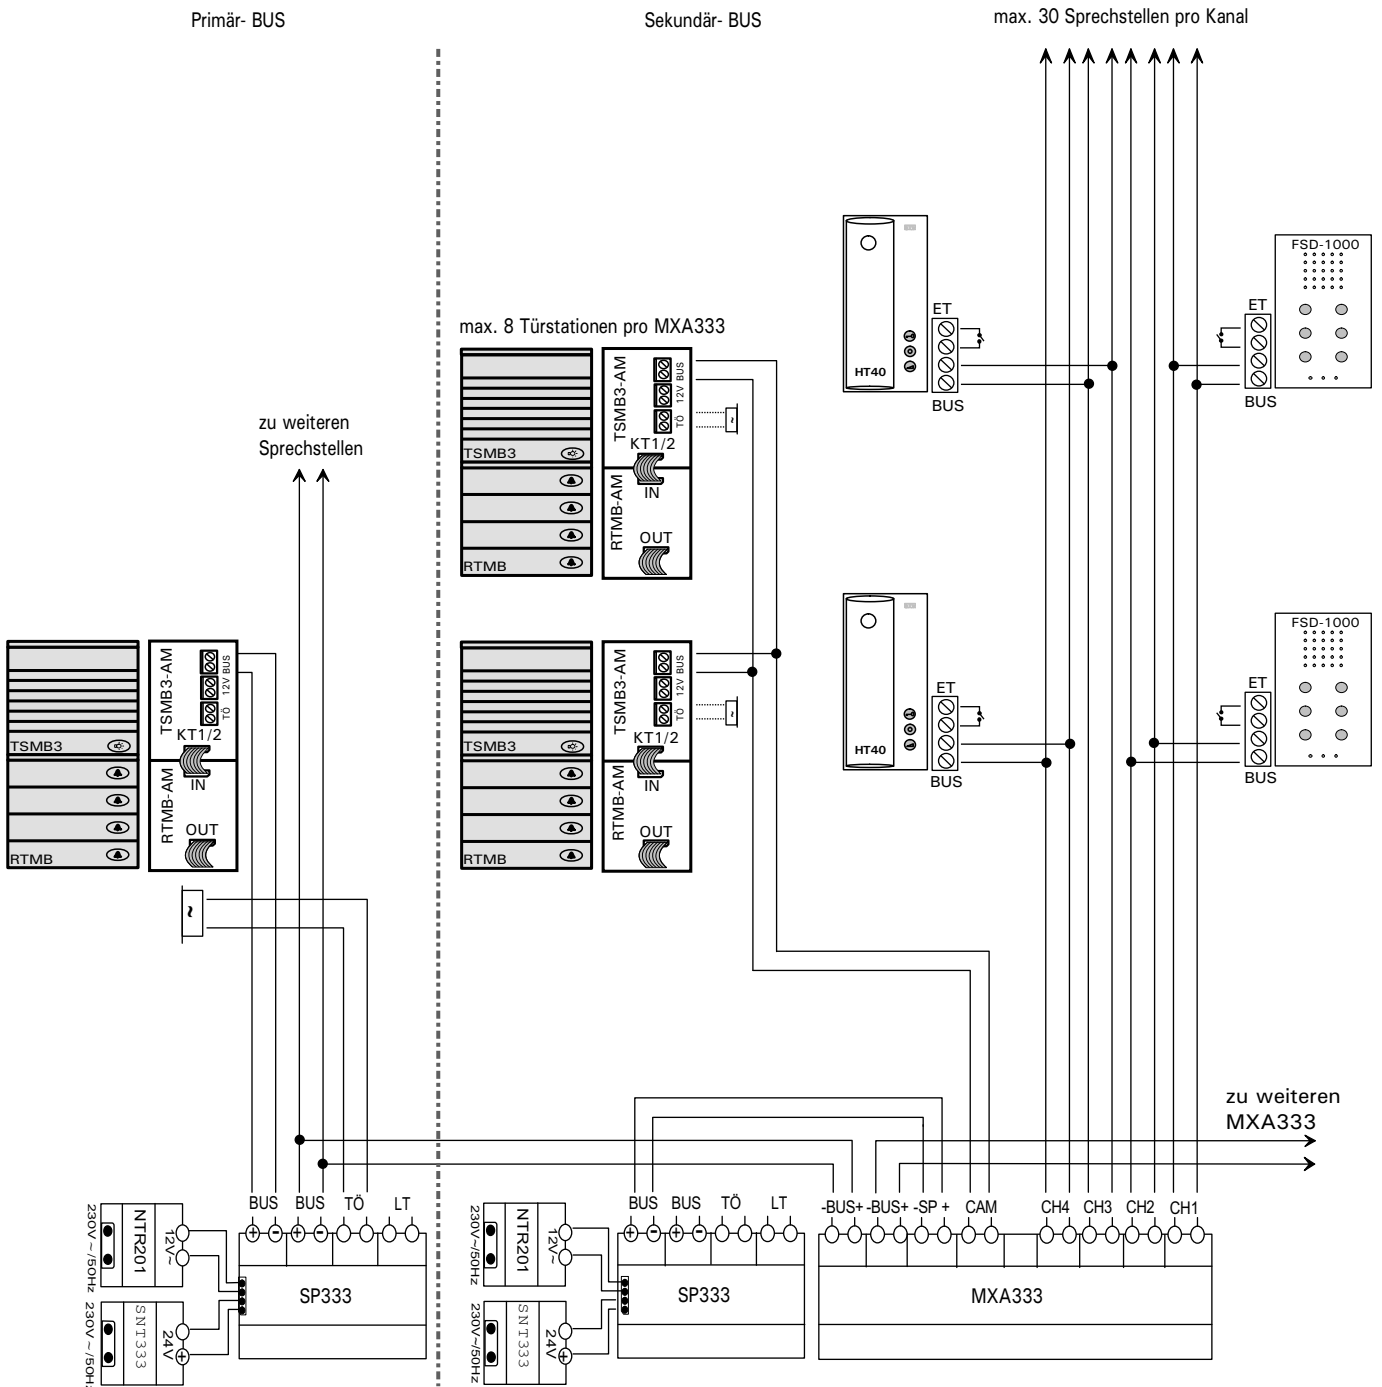 Primär- BUS
Sekundär- BUS
max. 30 Sprechstellen pro Kanal
FSD-1000
ET
BUS
HT40
ET
BUS
max. 8 Türstationen pro MXA333
TSMB3
RTMB
TSMB3-AM
BUS
12V
TÖ
KT1/2
IN
RTMB-AM
OUT
zu weiteren
Sprechstellen
HT40
ET
BUS
FSD-1000
ET
BUS
TSMB3
RTMB
TSMB3-AM
BUS
12V
TÖ
KT1/2
IN
RTMB-AM
OUT
~
TSMB3
RTMB
TSMB3-AM
BUS
12V
TÖ
KT1/2
IN
RTMB-AM
OUT
~
~
zu weiteren
MXA333
BUS BUS TÖ LT
230V~/50Hz
NTR201
12V~
SP333
230V~/50Hz
SNT333
24V
BUS BUS TÖ LT
230V~/50Hz
NTR201
12V~
SP333
230V~/50Hz
SNT333
24V
-BUS+ -BUS+ -SP + CAM CH4 CH3 CH2 CH1
MXA333